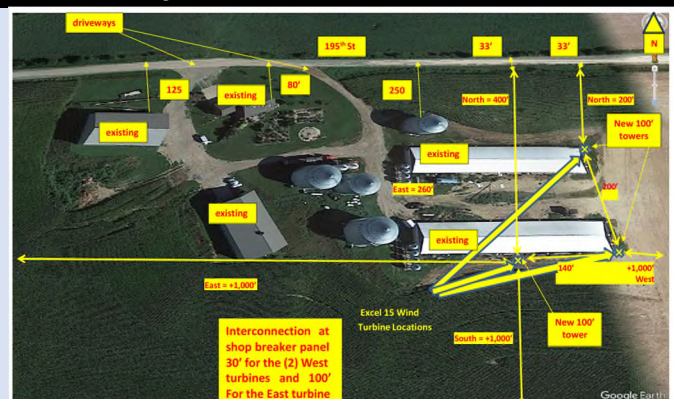 driveways
195th St
33'
33'
N
125
existing
80'
250
North = 400'
North = 200'
existing
New 100'
towers
existing
East = 260'
200'
existing
existing
140'
+1,000'
West
East = +1,000'
Excel 15 Wind
Turbine Locations
New 100'
tower
Interconnection at
shop breaker panel
30' for the (2) West
turbines and 100'
For the East turbine
South = +1,000'
Google Earth